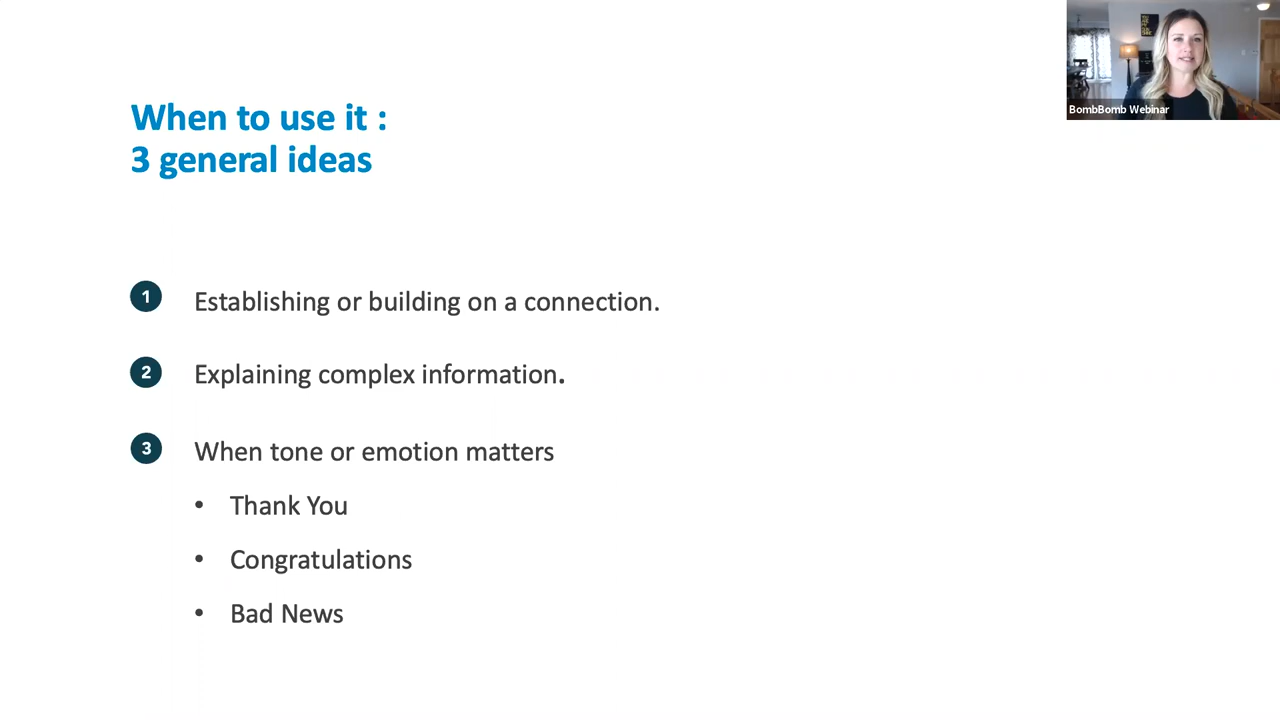 When to use it :
3 general ideas
1 Establishing or building on a connection.
2 Explaining complex information.
3 When tone or emotion matters
• Thank You
• Congratulations
• Bad News
BombBomb Webinar